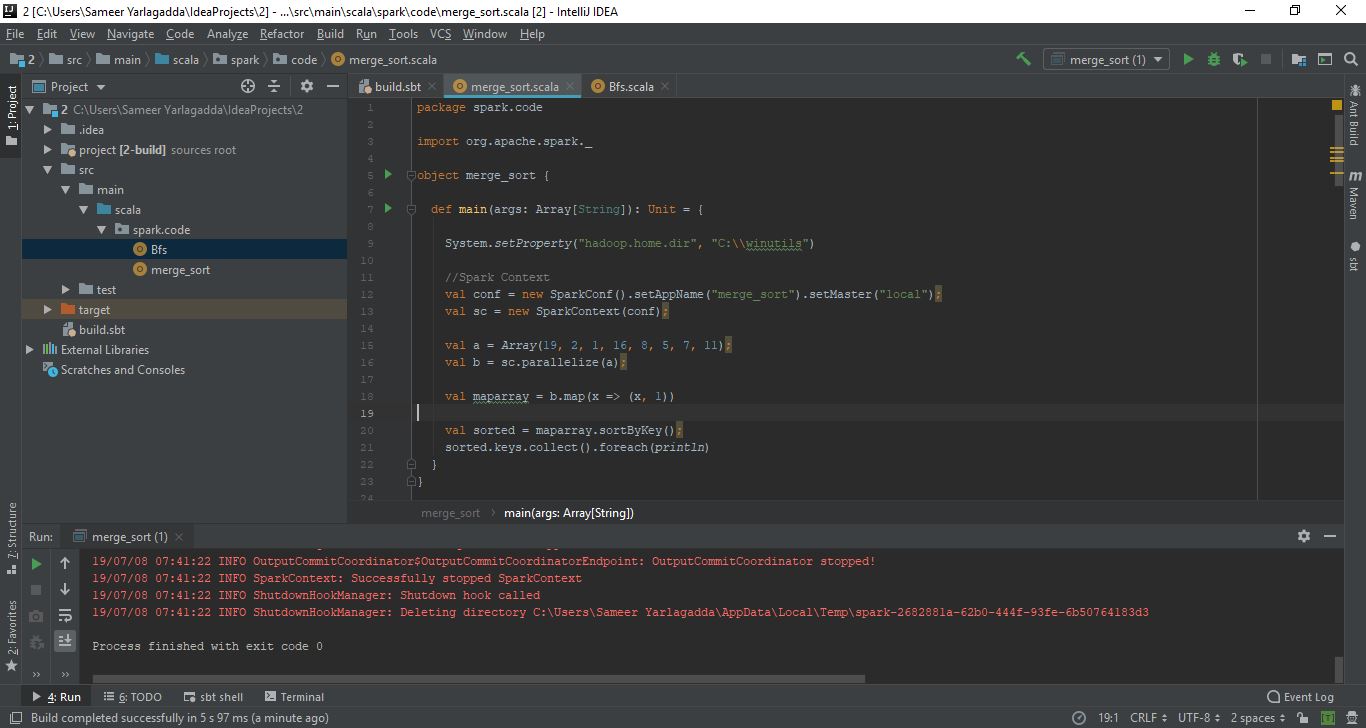 2 [C:\Users\Sameer Yarlagadda\IdeaProjects\2] - ...\src\main\scala\spark\code\merge_sort.scala [2] - IntelliJ IDEA
File Edit View Navigate Code Analyze Refactor Build Run Tools VCS Window Help
2 src main scala spark code merge_sort.scala
merge_sort (1)
1: Project
Project
2 C:\Users\Sameer Yarlagadda\IdeaProjects\2
.idea
project [2-build] sources root
src
main
scala
spark.code
Bfs
merge_sort
test
target
build.sbt
External Libraries
Scratches and Consoles
build.sbt merge_sort.scala Bfs.scala
1 package spark.code
2
3 import org.apache.spark._
4
5 object merge_sort {
6
7 def main(args: Array[String]): Unit = {
8
9 System.setProperty("hadoop.home.dir", "C:\\winutils")
10
11 //Spark Context
12 val conf = new SparkConf().setAppName("merge_sort").setMaster("local");
13 val sc = new SparkContext(conf);
14
15 val a = Array(19, 2, 1, 16, 8, 5, 7, 11);
16 val b = sc.parallelize(a);
17
18 val maparray = b.map(x => (x, 1))
19
20 val sorted = maparray.sortByKey();
21 sorted.keys.collect().foreach(println)
22 }
23 }
24
merge_sort main(args: Array[String])
Ant Build
m Maven
sbt
7: Structure
2: Favorites
Run: merge_sort (1)
19/07/08 07:41:22 INFO OutputCommitCoordinator$OutputCommitCoordinatorEndpoint: OutputCommitCoordinator stopped!
19/07/08 07:41:22 INFO SparkContext: Successfully stopped SparkContext
19/07/08 07:41:22 INFO ShutdownHookManager: Shutdown hook called
19/07/08 07:41:22 INFO ShutdownHookManager: Deleting directory C:\Users\Sameer Yarlagadda\AppData\Local\Temp\spark-2682881a-62b0-444f-93fe-6b50764183d3
Process finished with exit code 0
4: Run 6: TODO sbt shell Terminal Event Log
Build completed successfully in 5 s 97 ms (a minute ago) 19:1 CRLF UTF-8 2 spaces